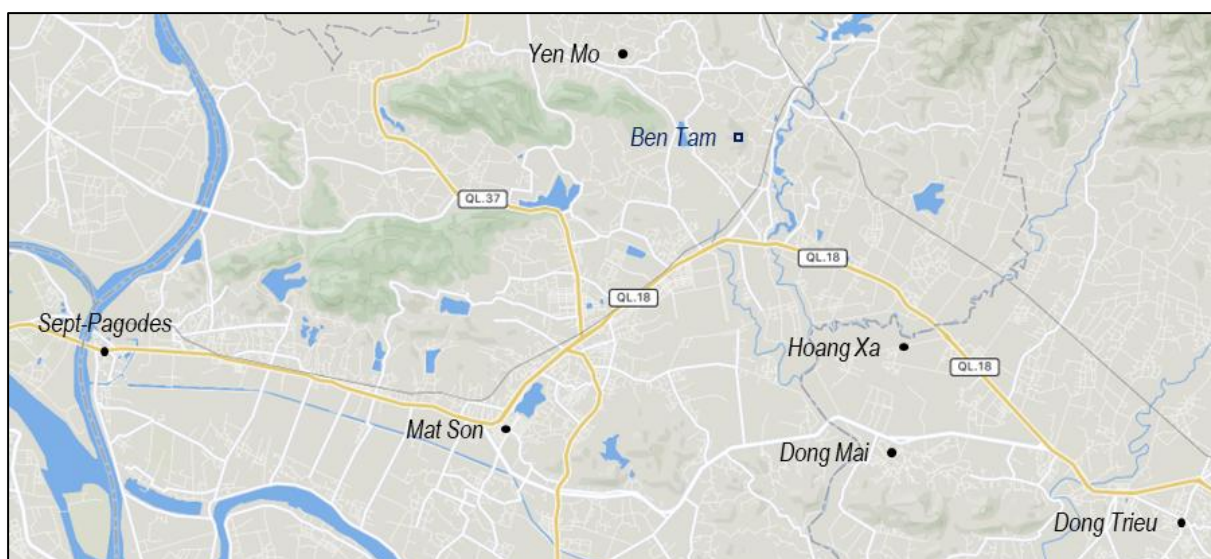 Yen Mo
Ben Tam
QL.37
QL.18
QL.18
Sept-Pagodes
Hoang Xa
QL.18
Mat Son
Dong Mai
Dong Trieu